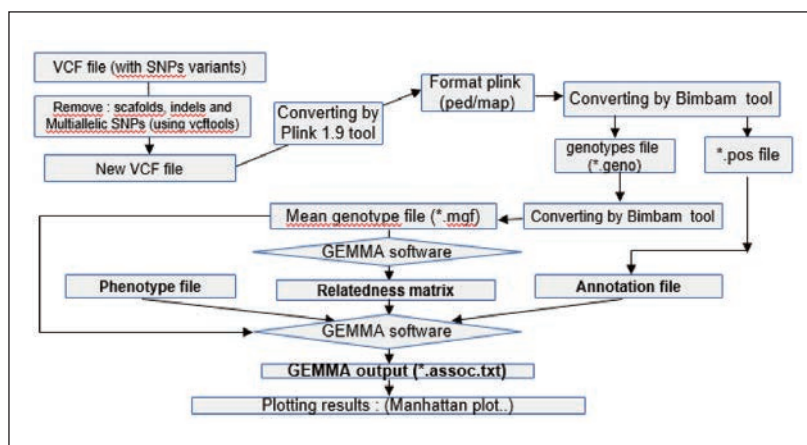 VCF file (with SNPs variants)
Remove : scafolds, indels and
Multiallelic SNPs (using vcftools)
New VCF file
Converting by
Plink 1.9 tool
Format plink
(ped/map)
Converting by Bimbam tool
genotypes file
(*.geno)
*.pos file
Mean genotype file (*.mgf)
Converting by Bimbam tool
GEMMA software
Phenotype file
Relatedness matrix
Annotation file
GEMMA software
GEMMA output (*.assoc.txt)
Plotting results : (Manhattan plot..)